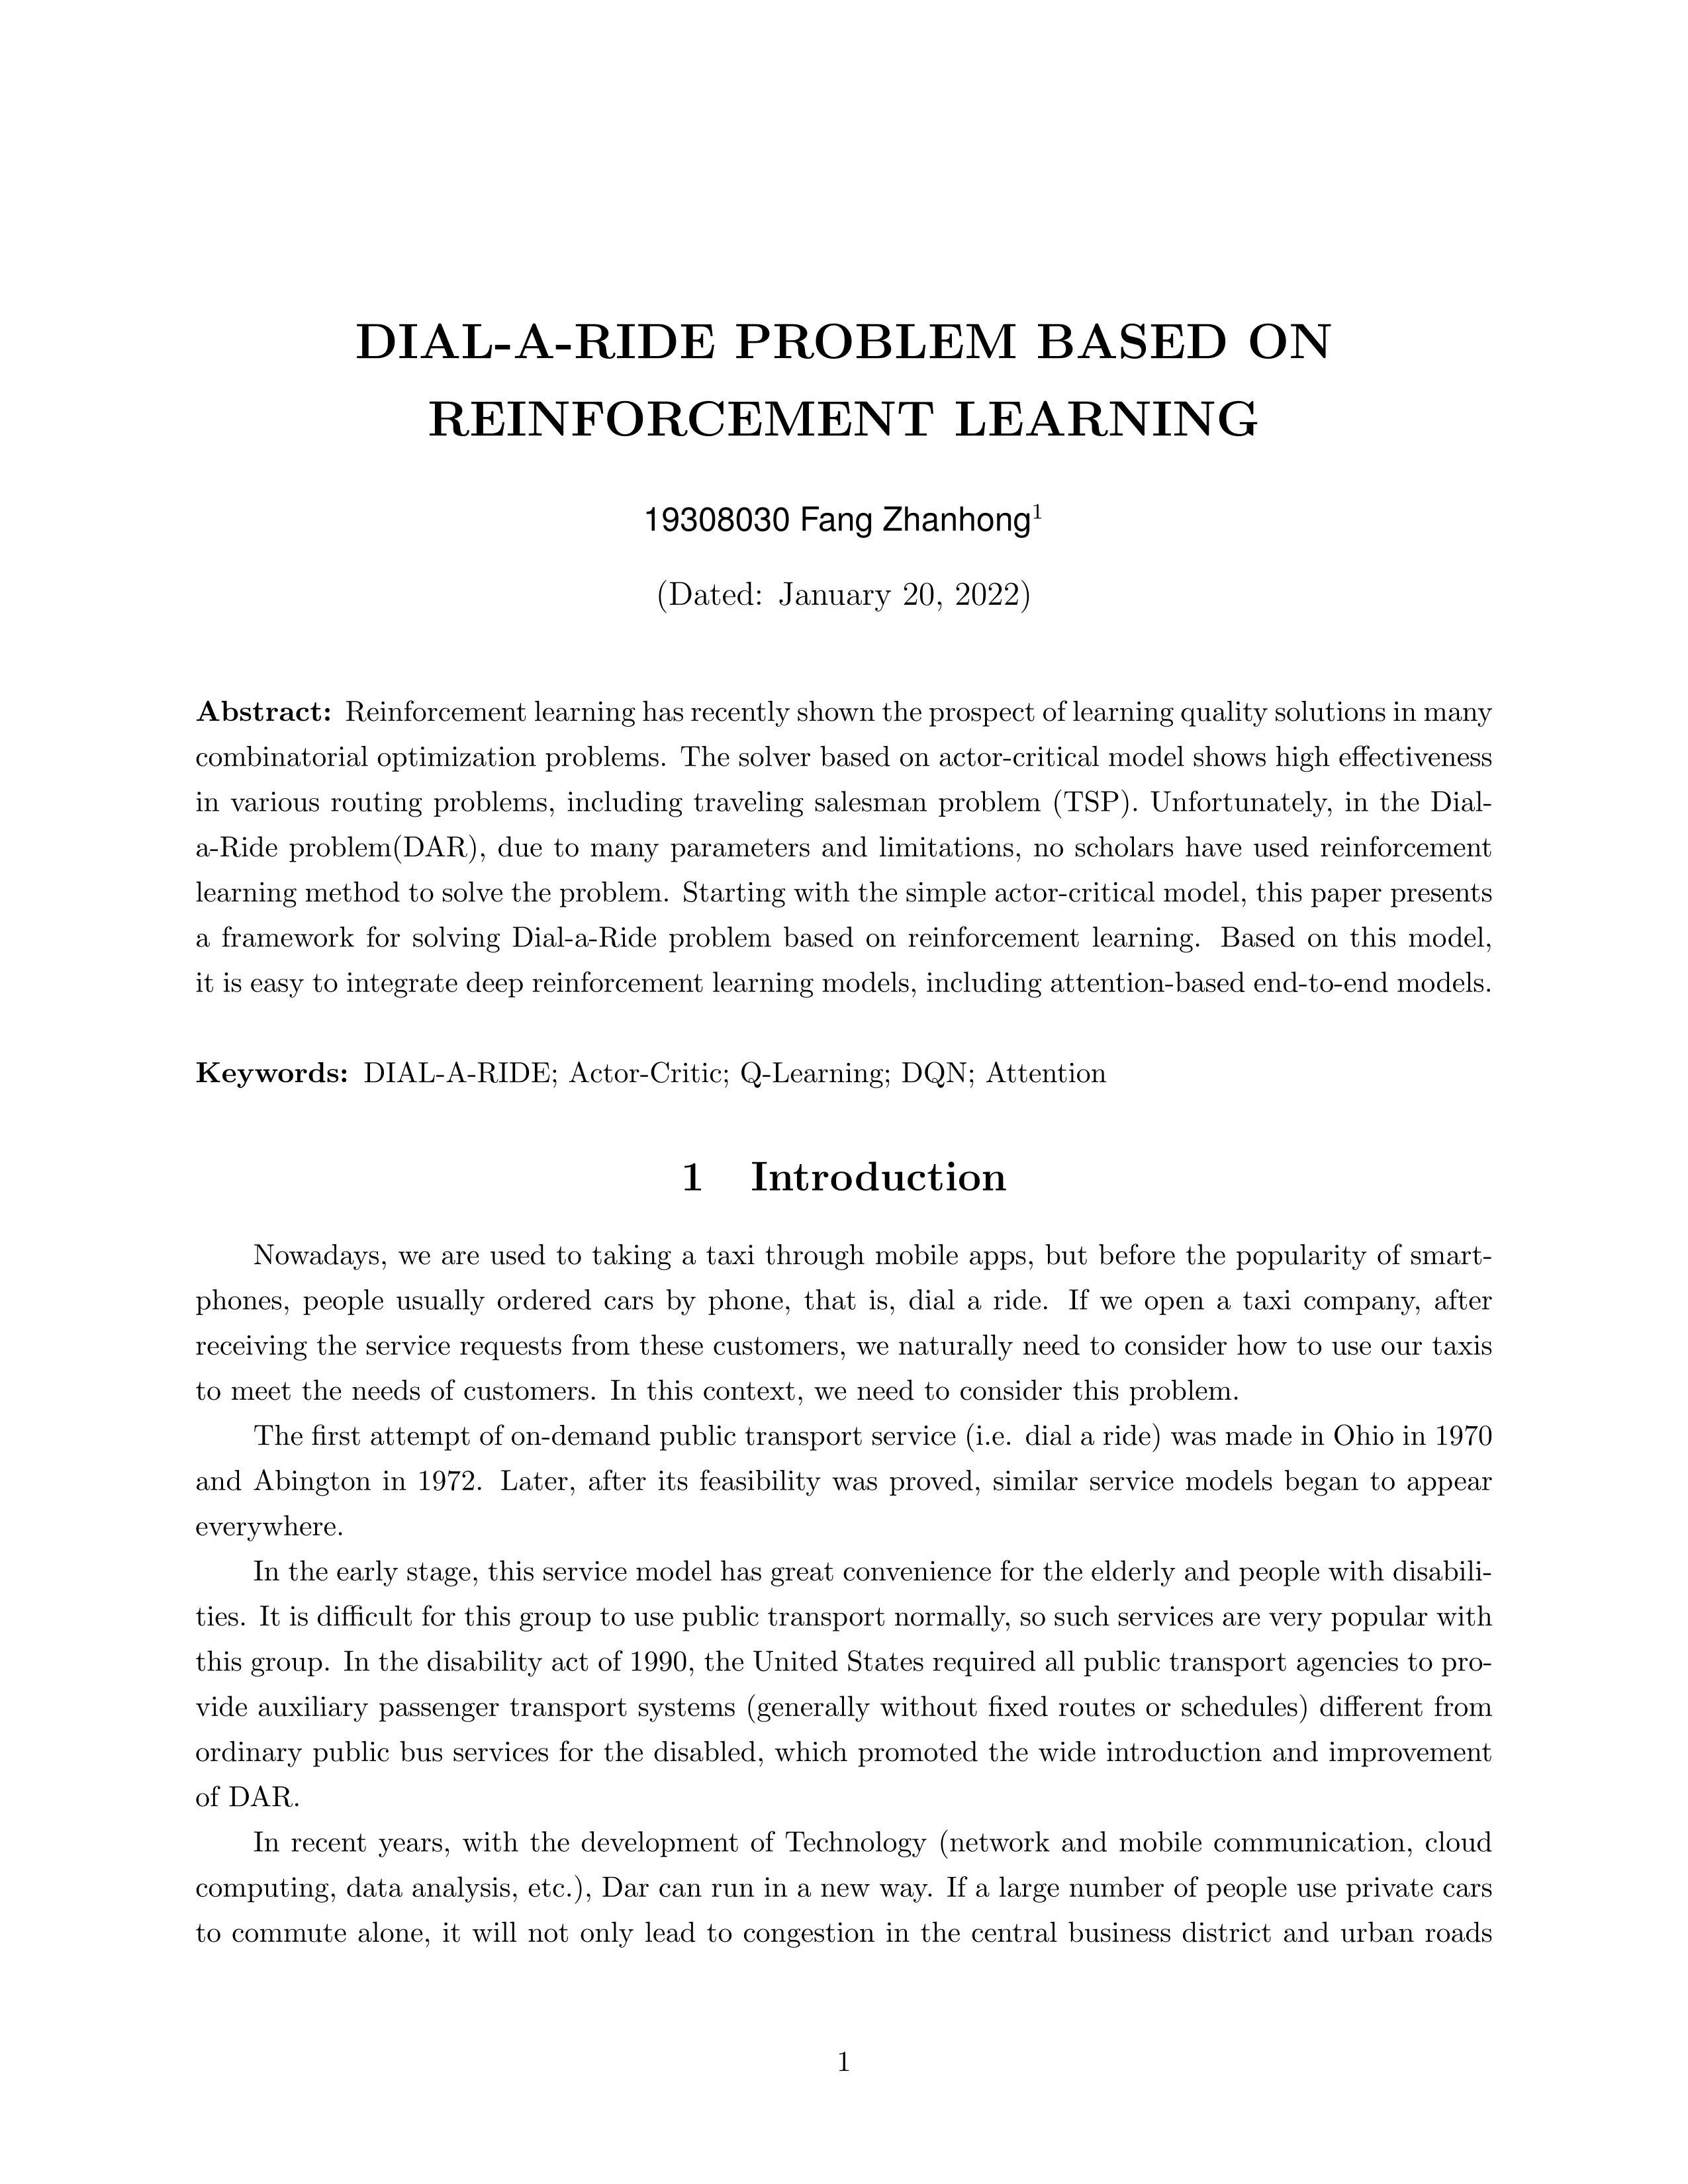 DIAL-A-RIDE PROBLEM BASED ON
REINFORCEMENT LEARNING
19308030 Fang Zhanhong1
(Dated: January 20, 2022)
Abstract: Reinforcement learning has recently shown the prospect of learning quality solutions in many
combinatorial optimization problems. The solver based on actor-critical model shows high effectiveness
in various routing problems, including traveling salesman problem (TSP). Unfortunately, in the Dial-
a-Ride problem(DAR), due to many parameters and limitations, no scholars have used reinforcement
learning method to solve the problem. Starting with the simple actor-critical model, this paper presents
a framework for solving Dial-a-Ride problem based on reinforcement learning. Based on this model,
it is easy to integrate deep reinforcement learning models, including attention-based end-to-end models.
Keywords: DIAL-A-RIDE; Actor-Critic; Q-Learning; DQN; Attention
1 Introduction
Nowadays, we are used to taking a taxi through mobile apps, but before the popularity of smart-
phones, people usually ordered cars by phone, that is, dial a ride. If we open a taxi company, after
receiving the service requests from these customers, we naturally need to consider how to use our taxis
to meet the needs of customers. In this context, we need to consider this problem.
The first attempt of on-demand public transport service (i.e. dial a ride) was made in Ohio in 1970
and Abington in 1972. Later, after its feasibility was proved, similar service models began to appear
everywhere.
In the early stage, this service model has great convenience for the elderly and people with disabili-
ties. It is difficult for this group to use public transport normally, so such services are very popular with
this group. In the disability act of 1990, the United States required all public transport agencies to pro-
vide auxiliary passenger transport systems (generally without fixed routes or schedules) different from
ordinary public bus services for the disabled, which promoted the wide introduction and improvement
of DAR.
In recent years, with the development of Technology (network and mobile communication, cloud
computing, data analysis, etc.), Dar can run in a new way. If a large number of people use private cars
to commute alone, it will not only lead to congestion in the central business district and urban roads
1